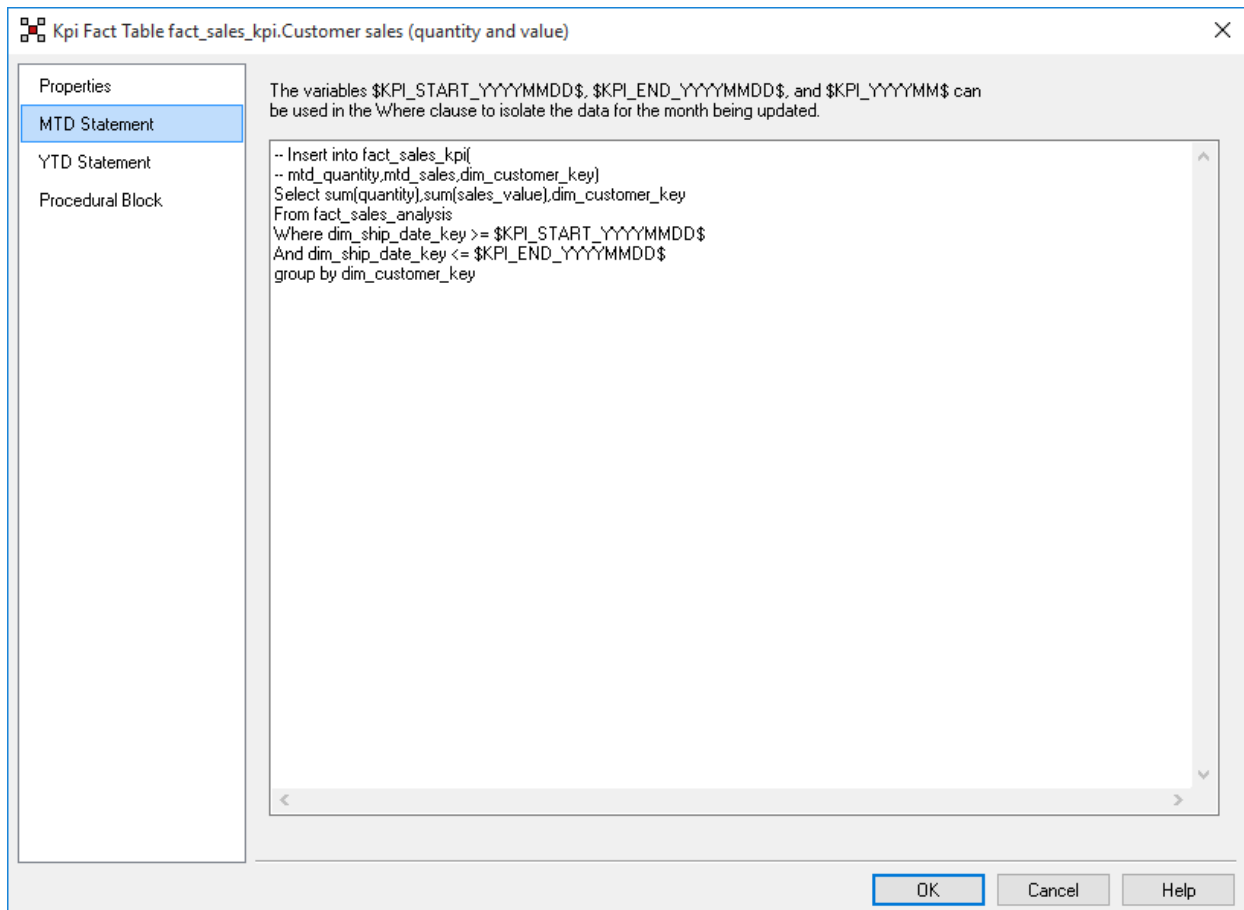 Kpi Fact Table fact_sales_kpi.Customer sales (quantity and value)
Properties
MTD Statement
YTD Statement
Procedural Block
The variables $KPI_START_YYYYMMDD$, $KPI_END_YYYYMMDD$, and $KPI_YYYYMM$ can
be used in the Where clause to isolate the data for the month being updated.
-- Insert into fact_sales_kpi(
-- mtd_quantity,mtd_sales,dim_customer_key)
Select sum(quantity),sum(sales_value),dim_customer_key
From fact_sales_analysis
Where dim_ship_date_key >= $KPI_START_YYYYMMDD$
And dim_ship_date_key <= $KPI_END_YYYYMMDD$
group by dim_customer_key
OK
Cancel
Help